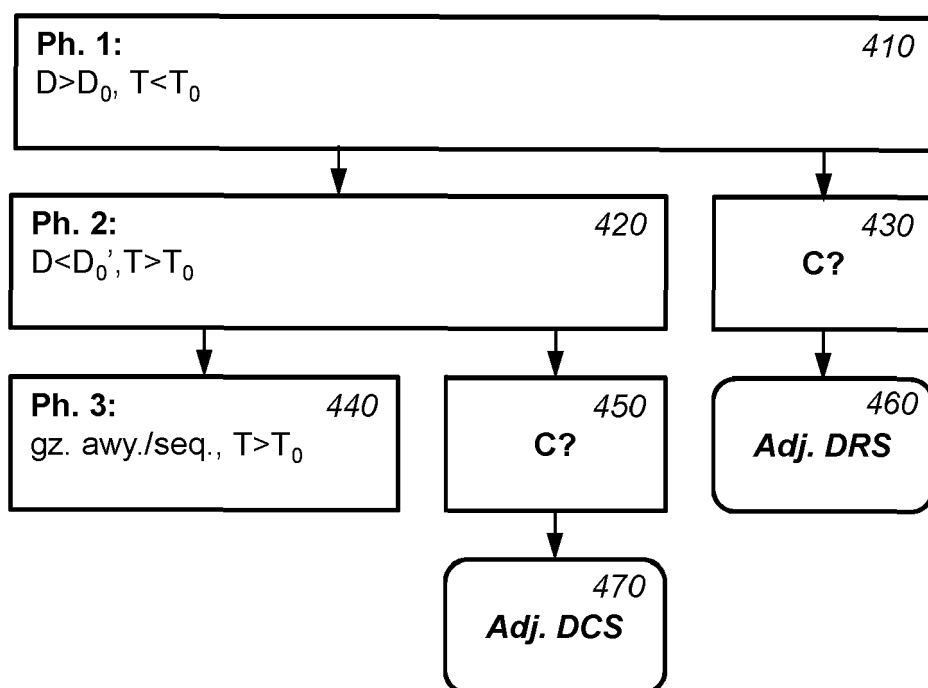 Ph. 1: 410
D>D₀, T<T₀
Ph. 2: 420
D<D₀’,T>T₀
430
C?
Ph. 3: 440
gz. awy./seq., T>T₀
450
C?
460
Adj. DRS
470
Adj. DCS